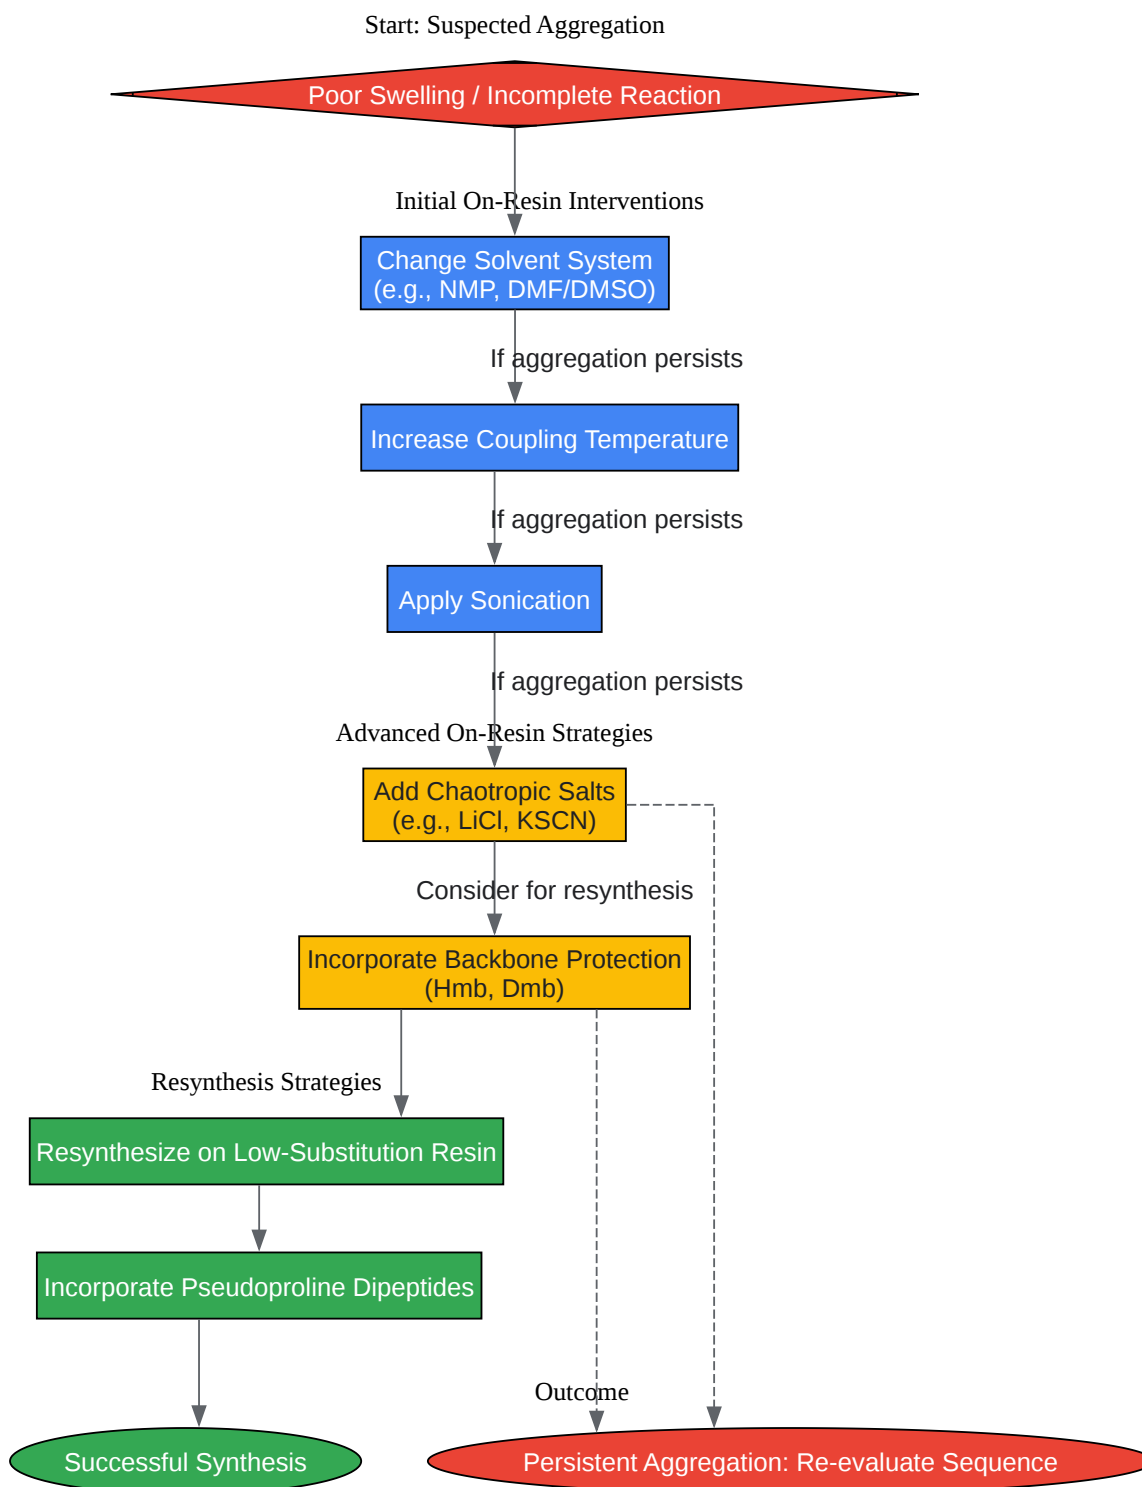 Start: Suspected Aggregation
Poor Swelling / Incomplete Reaction
Initial On-Resin Interventions
Change Solvent System
(e.g., NMP, DMF/DMSO)
If aggregation persists
Increase Coupling Temperature
If aggregation persists
Apply Sonication
If aggregation persists
Advanced On-Resin Strategies
Add Chaotropic Salts
(e.g., LiCl, KSCN)
Consider for resynthesis
Incorporate Backbone Protection
(Hmb, Dmb)
Resynthesis Strategies
Resynthesize on Low-Substitution Resin
Incorporate Pseudoproline Dipeptides
Outcome
Successful Synthesis
Persistent Aggregation: Re-evaluate Sequence